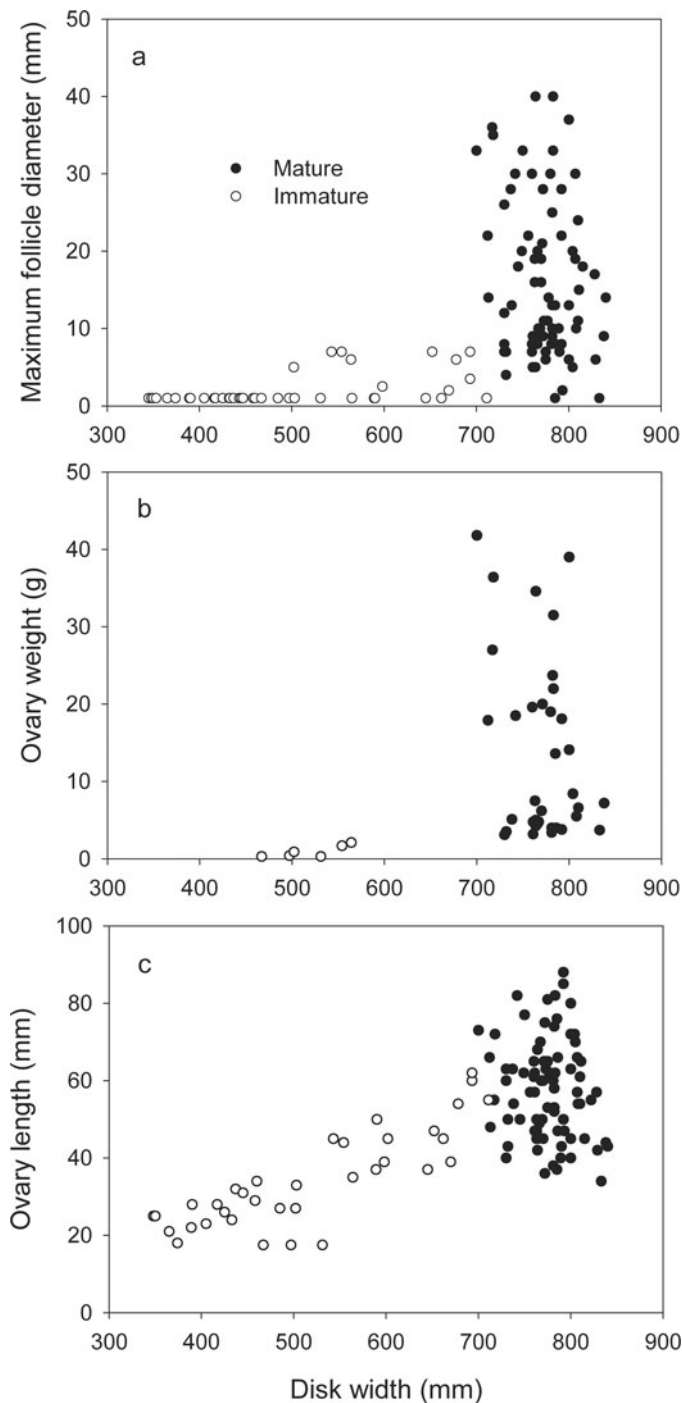 50
40
30
20
10
0
Maximum follicle diameter (mm)
a
Mature
Immature
300 400 500 600 700 800 900
50
40
30
20
10
0
Ovary weight (g)
b
300 400 500 600 700 800 900
100
80
60
40
20
0
Ovary length (mm)
c
300 400 500 600 700 800 900
Disk width (mm)